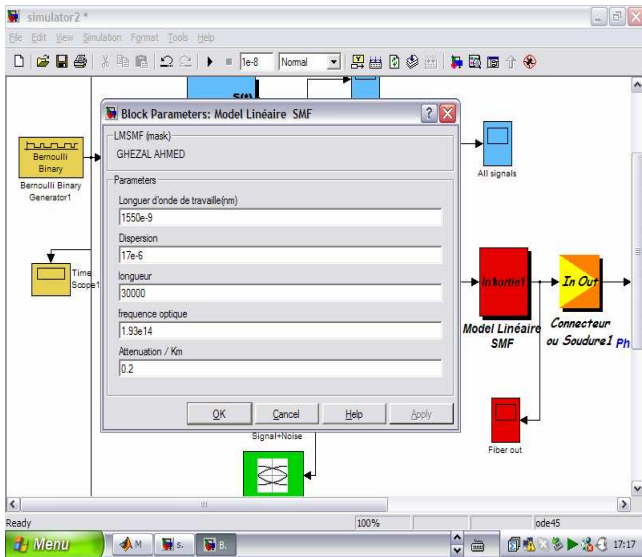 simulator2 *
File Edit View Simulation Format Tools Help
1e-8 Normal
S(t)
Bernoulli
Binary
Bernoulli Binary
Generator1
Time
Scope1
All signals
Block Parameters: Model Linéaire SMF
LMSMF (mask)
GHEZAL AHMED
Parameters
Longuer d'onde de travaille(nm)
1550e-9
Dispersion
17e-6
longueur
30000
frequence optique
1.93e14
Attenuation / Km
0.2
OK Cancel Help Apply
In Out
Model Linéaire
SMF
Connecteur
ou Soudure1
Ph
Fiber out
Signal+Noise
Ready 100% ode45
Menu M s. B. 17:17